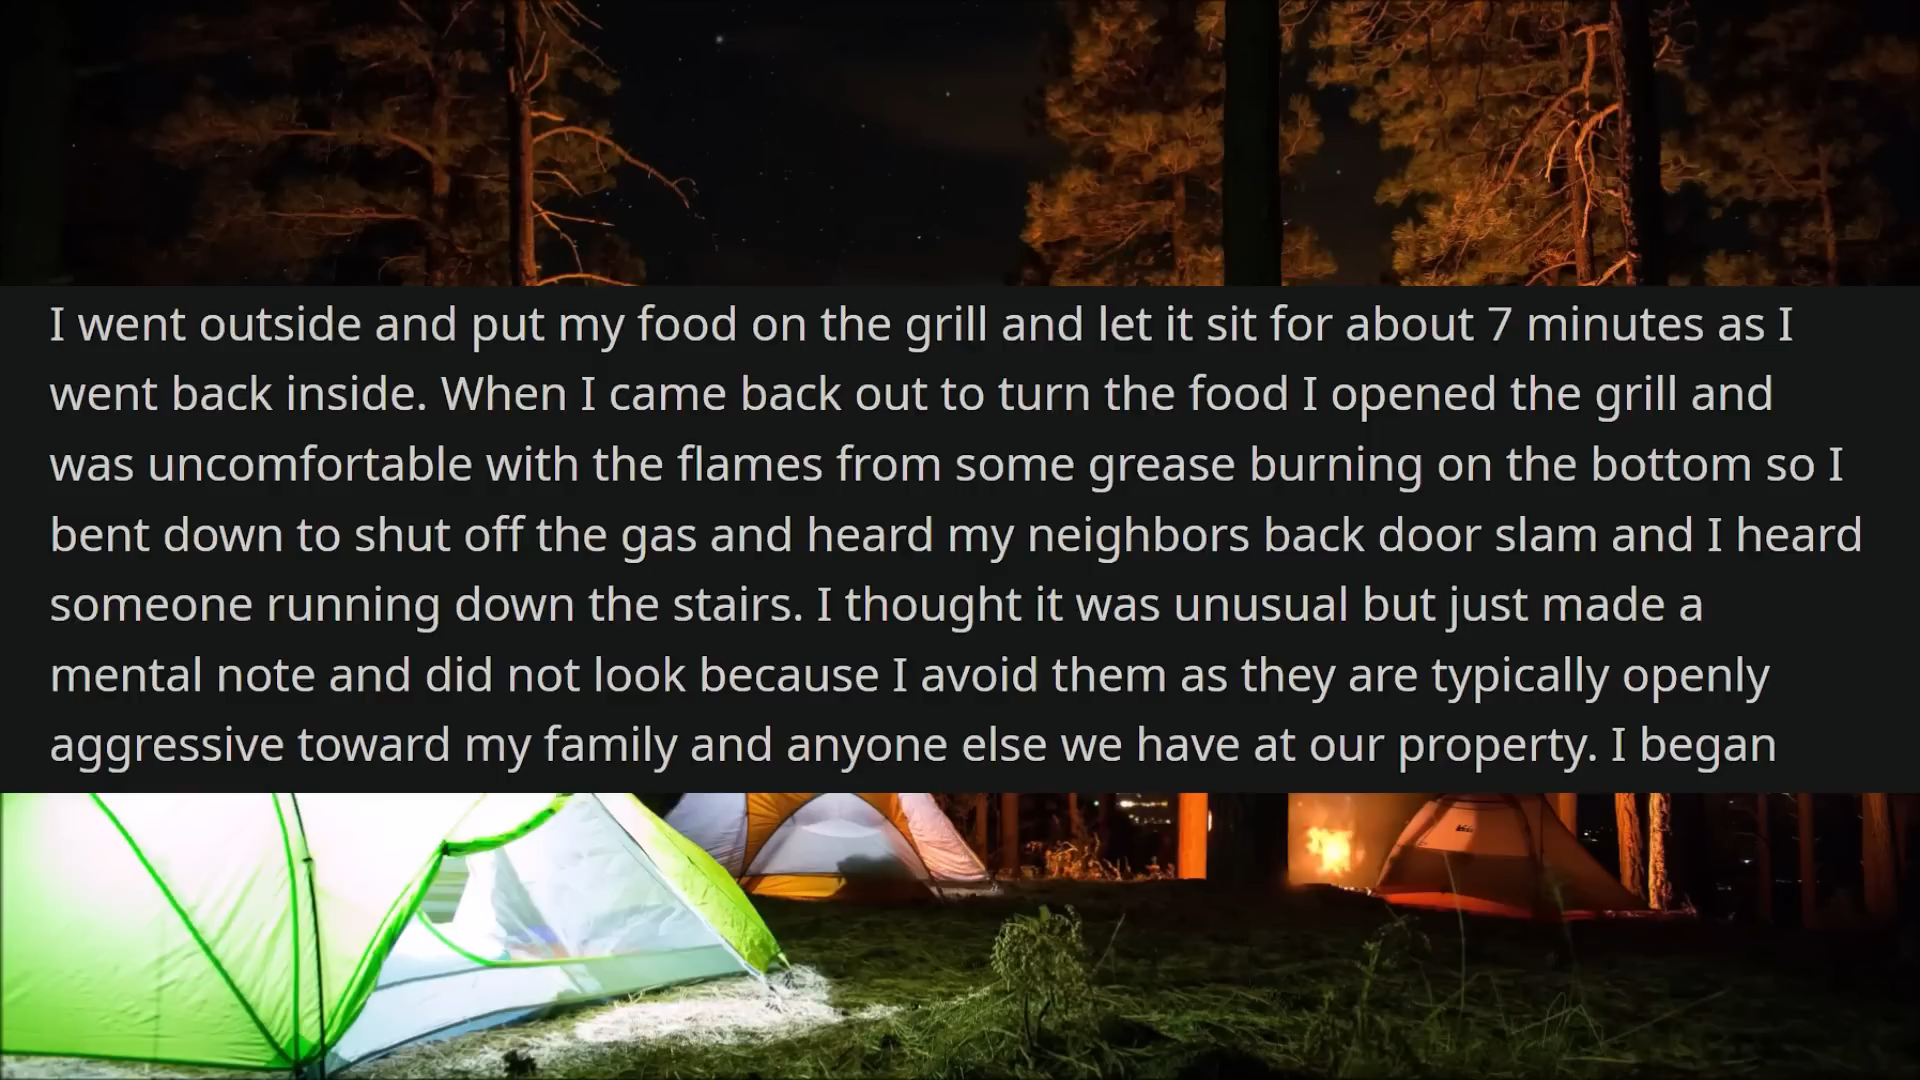 I went outside and put my food on the grill and let it sit for about 7 minutes as I
went back inside. When I came back out to turn the food I opened the grill and
was uncomfortable with the flames from some grease burning on the bottom so I
bent down to shut off the gas and heard my neighbors back door slam and I heard
someone running down the stairs. I thought it was unusual but just made a
mental note and did not look because I avoid them as they are typically openly
aggressive toward my family and anyone else we have at our property. I began